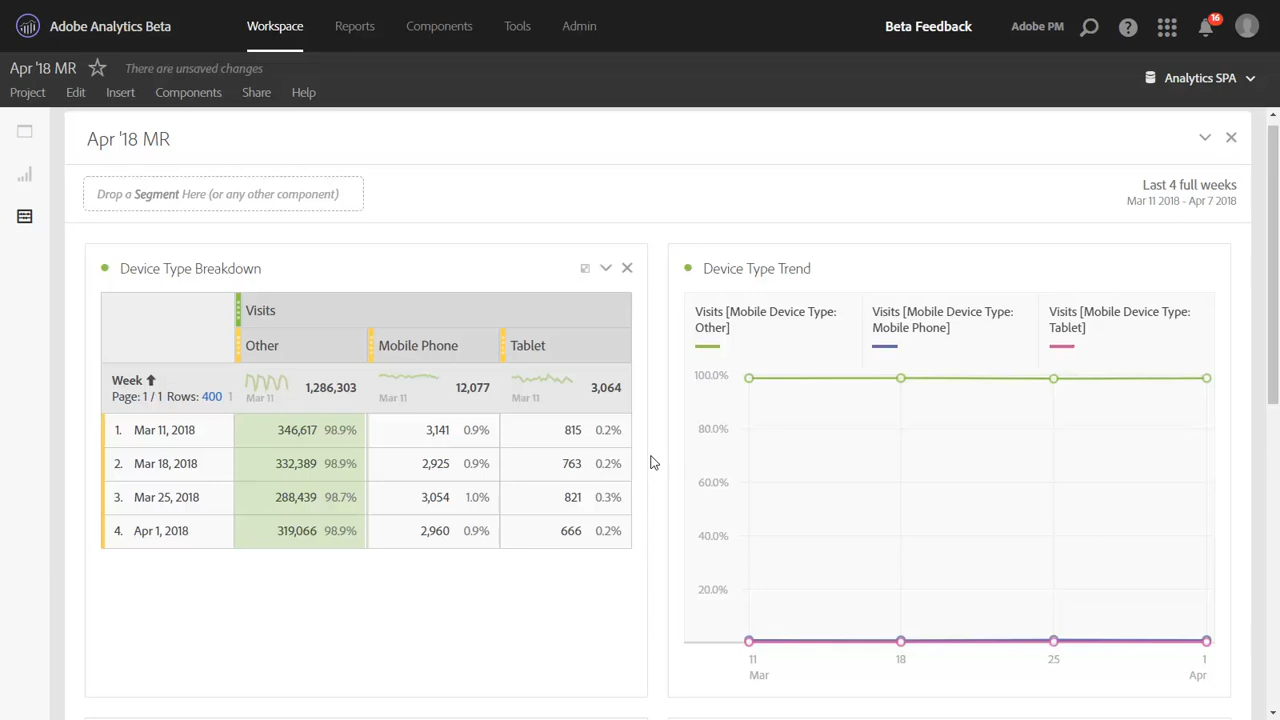 Adobe Analytics Beta
Workspace
Reports
Components
Tools
Admin
Beta Feedback
Adobe PM
16
Apr '18 MR
There are unsaved changes
Analytics SPA
Project
Edit
Insert
Components
Share
Help
Apr '18 MR
Drop a Segment Here (or any other component)
Last 4 full weeks
Mar 11 2018 - Apr 7 2018
Device Type Breakdown
Visits
Other
Mobile Phone
Tablet
Week
Page: 1 / 1 Rows: 400 1
Mar 11
1,286,303
Mar 11
12,077
Mar 11
3,064
1. Mar 11, 2018 346,617 98.9% 3,141 0.9% 815 0.2%
2. Mar 18, 2018 332,389 98.9% 2,925 0.9% 763 0.2%
3. Mar 25, 2018 288,439 98.7% 3,054 1.0% 821 0.3%
4. Apr 1, 2018 319,066 98.9% 2,960 0.9% 666 0.2%
Device Type Trend
Visits [Mobile Device Type:
Other]
Visits [Mobile Device Type:
Mobile Phone]
Visits [Mobile Device Type:
Tablet]
100.0%
80.0%
60.0%
40.0%
20.0%
11 18 25 1
Mar Apr